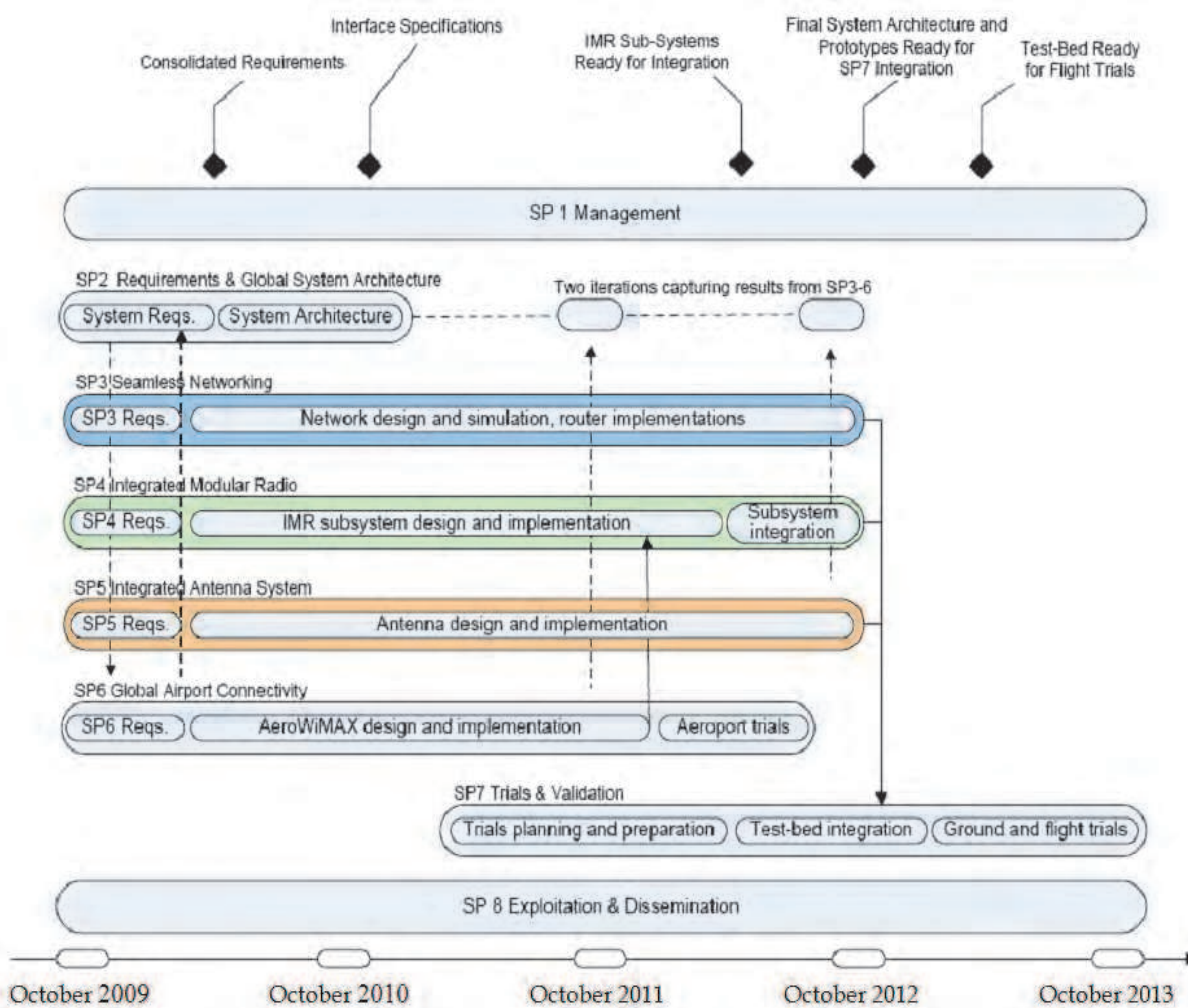 Interface Specifications
Consolidated Requirements
IMR Sub-Systems
Ready for Integration
Final System Architecture and
Prototypes Ready for
SP7 Integration
Test-Bed Ready
for Flight Trials
SP 1 Management
SP2 Requirements & Global System Architecture
System Reqs.
System Architecture
Two iterations capturing results from SP3-6
SP3 Seamless Networking
SP3 Reqs.
Network design and simulation, router implementations
SP4 Integrated Modular Radio
SP4 Reqs.
IMR subsystem design and implementation
Subsystem
integration
SP5 Integrated Antenna System
SP5 Reqs.
Antenna design and implementation
SP6 Global Airport Connectivity
SP6 Reqs.
AeroWiMAX design and implementation
Aeroport trials
SP7 Trials & Validation
Trials planning and preparation
Test-bed integration
Ground and flight trials
SP 8 Exploitation & Dissemination
October 2009
October 2010
October 2011
October 2012
October 2013